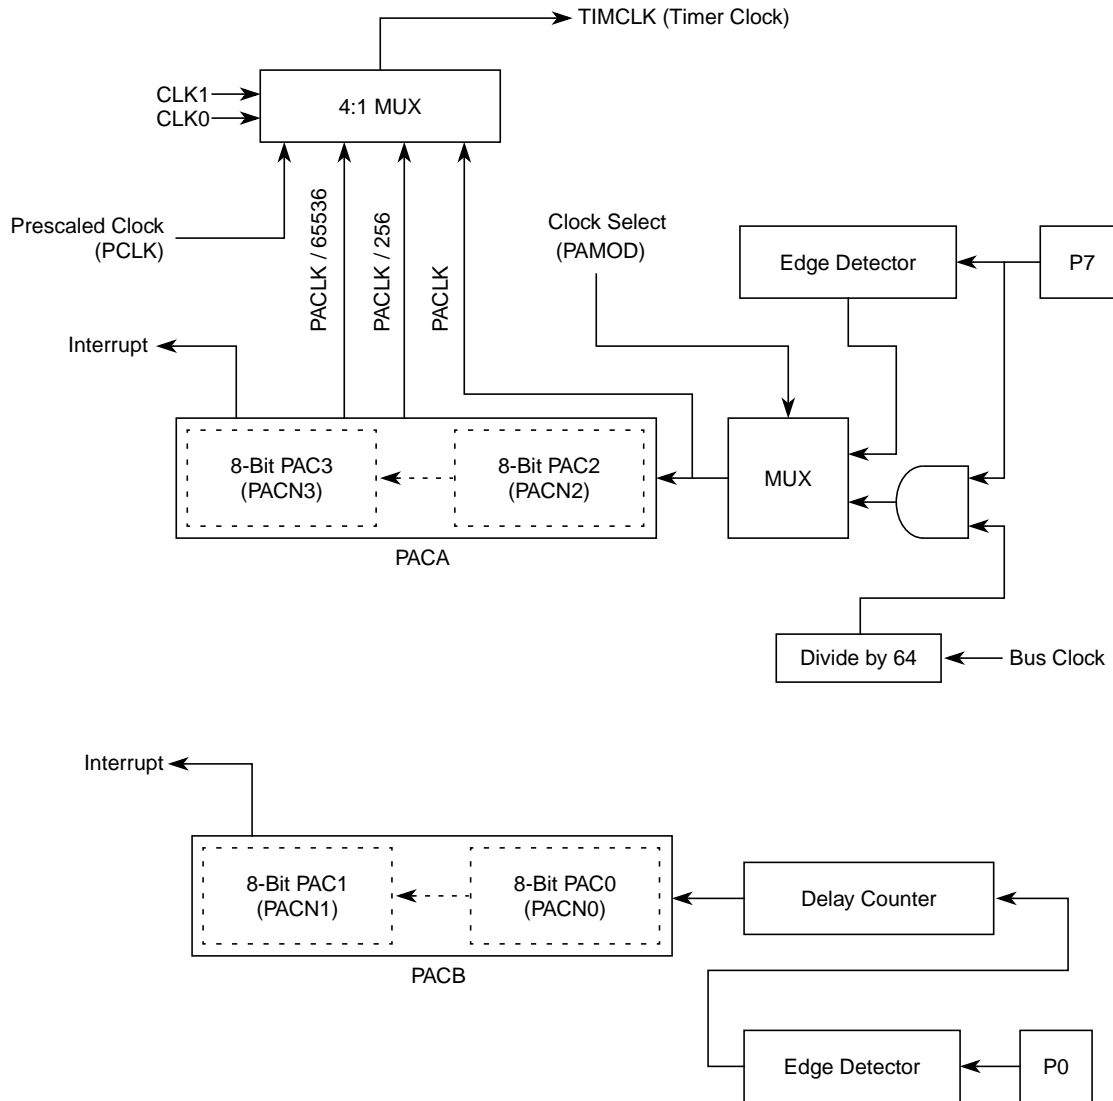 TIMCLK (Timer Clock)
CLK1
CLK0
4:1 MUX
Prescaled Clock
(PCLK)
PACLK / 65536
PACLK / 256
PACLK
Clock Select
(PAMOD)
Edge Detector
P7
Interrupt
8-Bit PAC3
(PACN3)
8-Bit PAC2
(PACN2)
MUX
PACA
Divide by 64
Bus Clock
Interrupt
8-Bit PAC1
(PACN1)
8-Bit PAC0
(PACN0)
Delay Counter
PACB
Edge Detector
P0